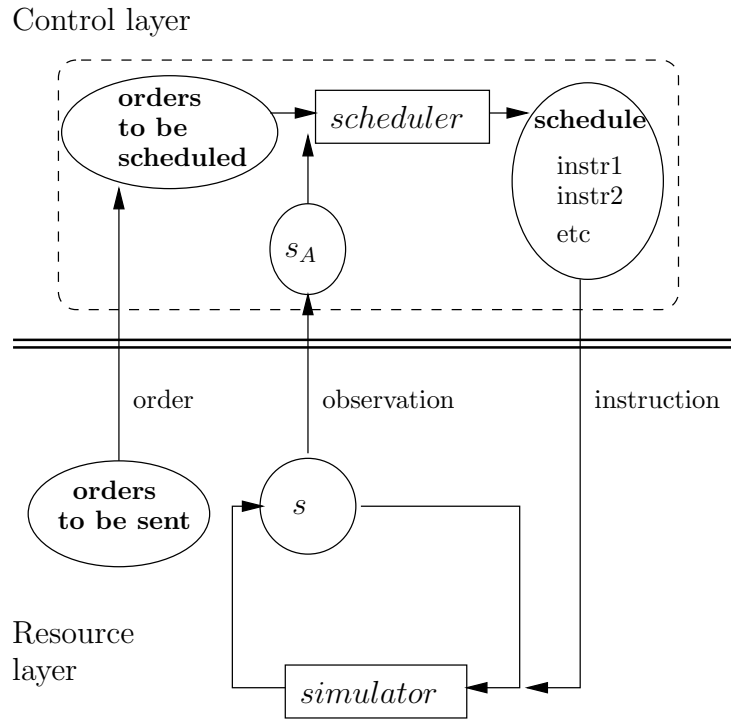 Control layer
orders
to be
scheduled
scheduler
schedule
instr1
instr2
etc
s_A
order
observation
instruction
orders
to be sent
s
Resource
layer
simulator